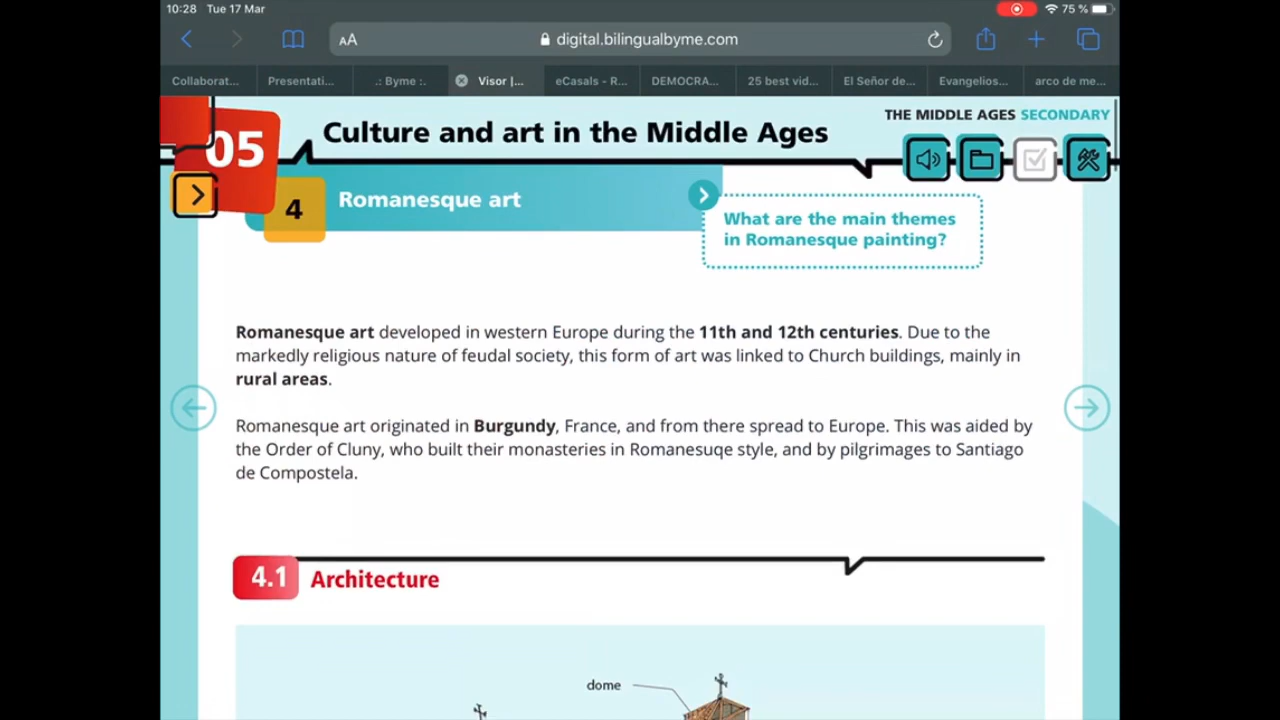 10:28 Tue 17 Mar
75 %
AA
digital.bilingualbyme.com
Collaborat...
Presentati...
.: Byme :.
Visor |...
eCasals - R...
DEMOCRA...
25 best vid...
El Señor de...
Evangelios...
arco de me...
THE MIDDLE AGES SECONDARY
05
Culture and art in the Middle Ages
4
Romanesque art
What are the main themes
in Romanesque painting?
Romanesque art developed in western Europe during the 11th and 12th centuries. Due to the
markedly religious nature of feudal society, this form of art was linked to Church buildings, mainly in
rural areas.
Romanesque art originated in Burgundy, France, and from there spread to Europe. This was aided by
the Order of Cluny, who built their monasteries in Romanesuqe style, and by pilgrimages to Santiago
de Compostela.
4.1
Architecture
dome